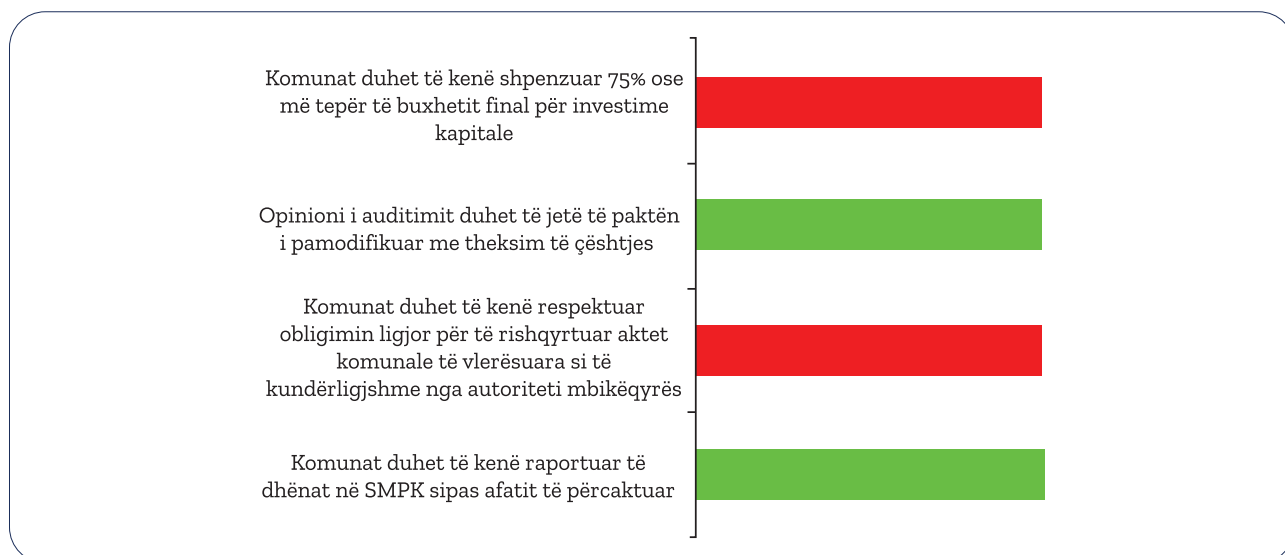 Komunat duhet të kenë shpenzuar 75% ose
më tepër të buxhetit final për investime
kapitale
Opinioni i auditimit duhet të jetë të paktën
i pamodifikuar me theksim të çështjes
Komunat duhet të kenë respektuar
obligimin ligjor për të rishqyrtuar aktet
komunale të vlerësuara si të
kundërligjshme nga autoriteti mbikëqyrës
Komunat duhet të kenë raportuar të
dhënat në SMPK sipas afatit të përcaktuar